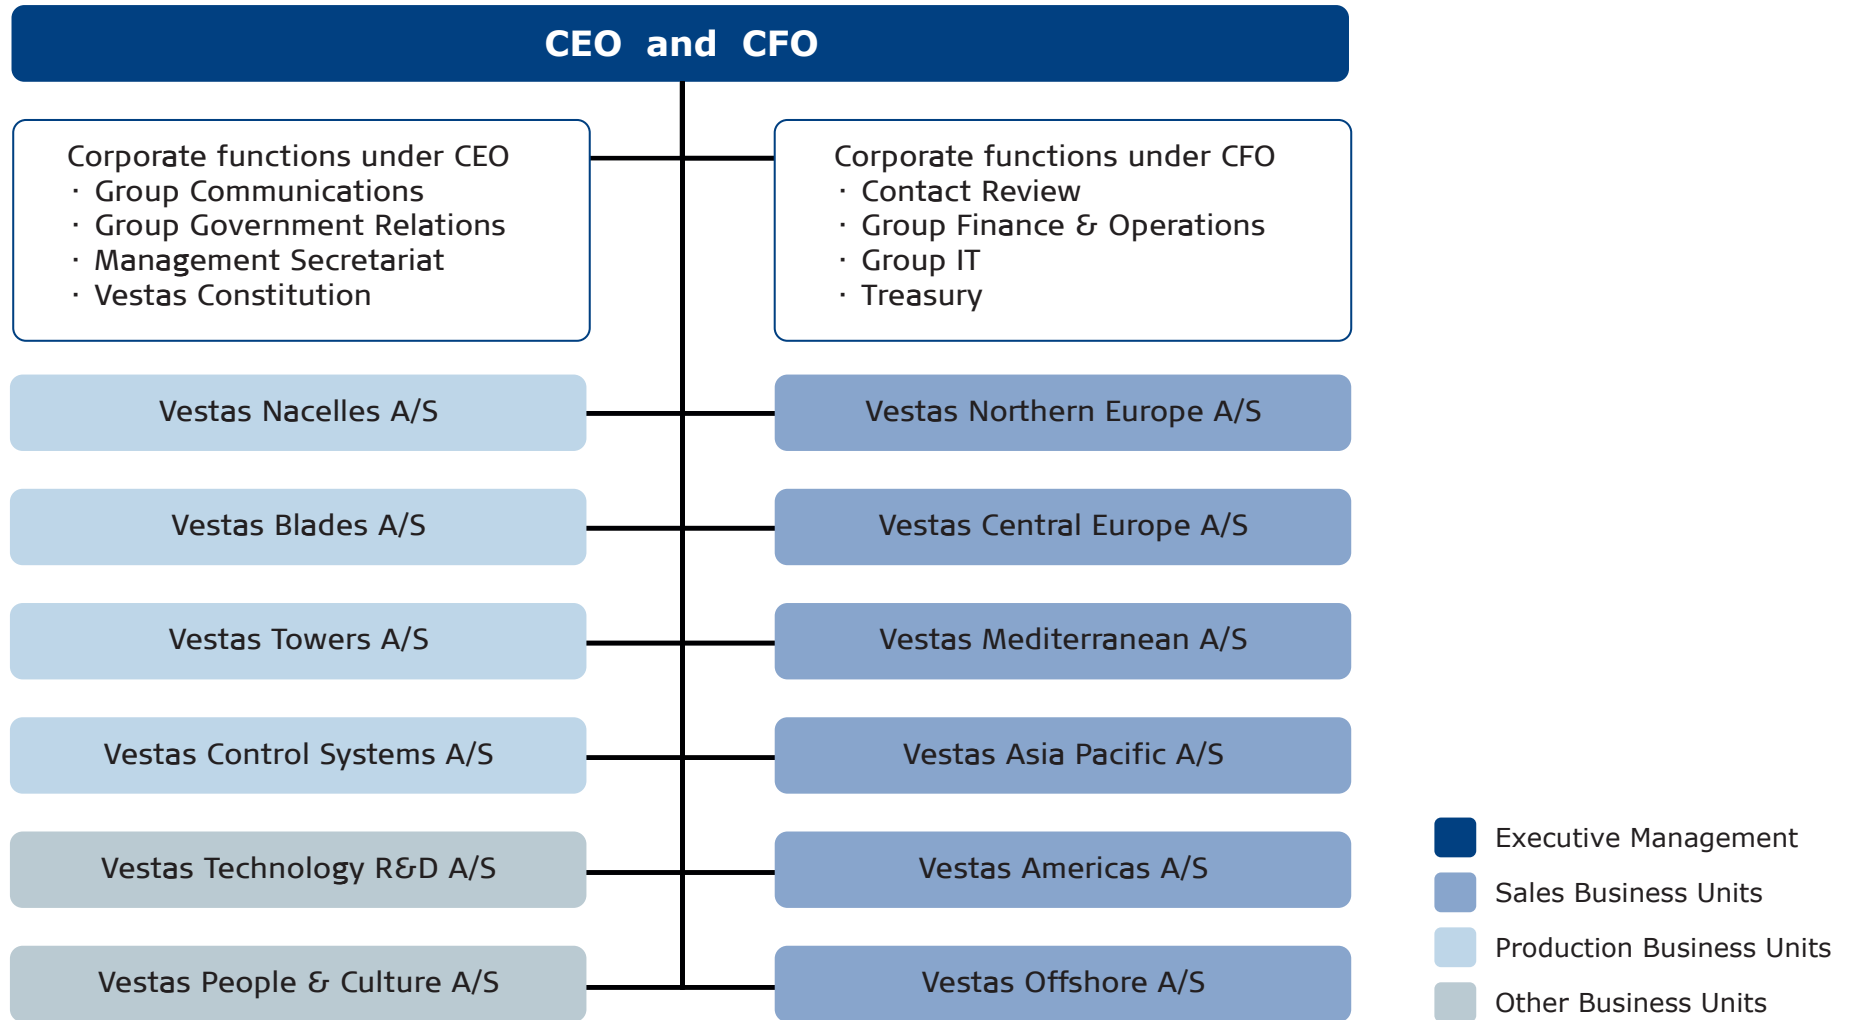 CEO and CFO
Corporate functions under CEO
· Group Communications
· Group Government Relations
· Management Secretariat
· Vestas Constitution
Corporate functions under CFO
· Contact Review
· Group Finance & Operations
· Group IT
· Treasury
Vestas Nacelles A/S
Vestas Northern Europe A/S
Vestas Blades A/S
Vestas Central Europe A/S
Vestas Towers A/S
Vestas Mediterranean A/S
Vestas Control Systems A/S
Vestas Asia Pacific A/S
Vestas Technology R&D A/S
Vestas Americas A/S
Vestas People & Culture A/S
Vestas Offshore A/S
Executive Management
Sales Business Units
Production Business Units
Other Business Units